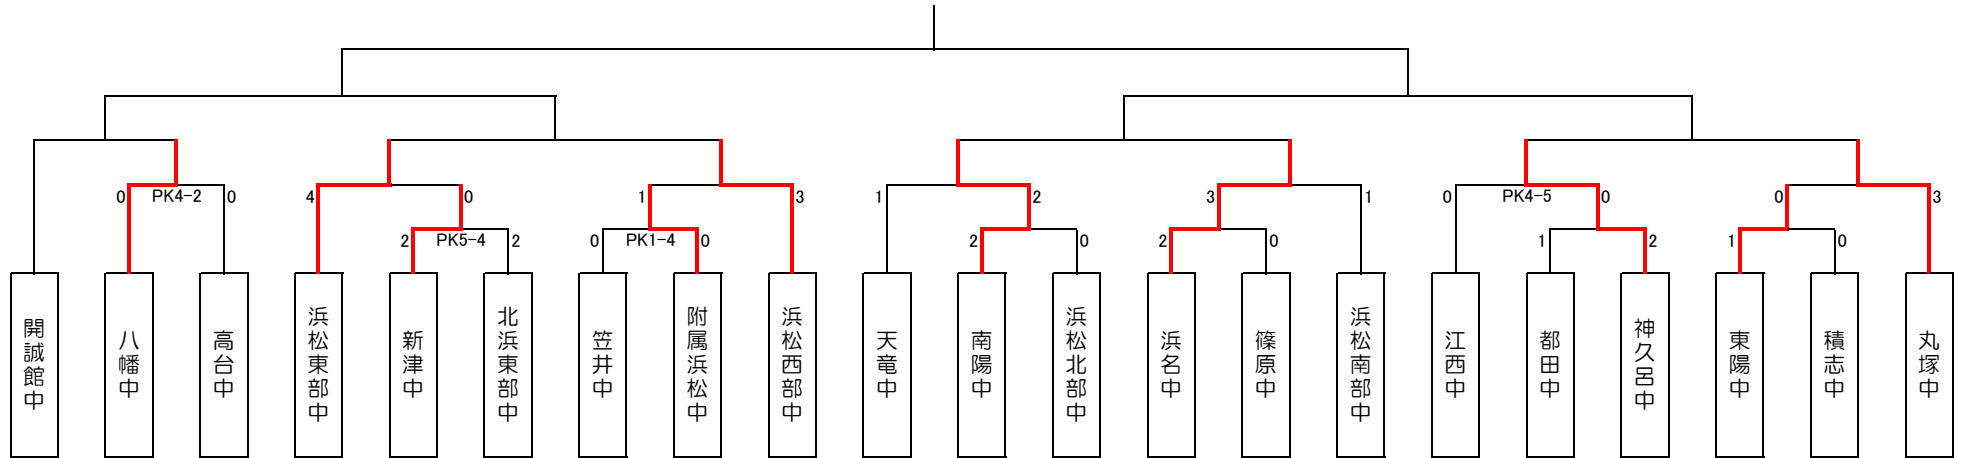 0 PK4-2 0 4 0 1 3 1 2 3 1 0 PK4-5 0 0 3
2 PK5-4 2 0 PK1-4 0 2 0 2 0 1 2 1 0
開誠館中
八幡中
高台中
浜松東部中
新津中
北浜東部中
笠井中
附属浜松中
浜松西部中
天竜中
南陽中
浜松北部中
浜名中
篠原中
浜松南部中
江西中
都田中
神久呂中
東陽中
積志中
丸塚中